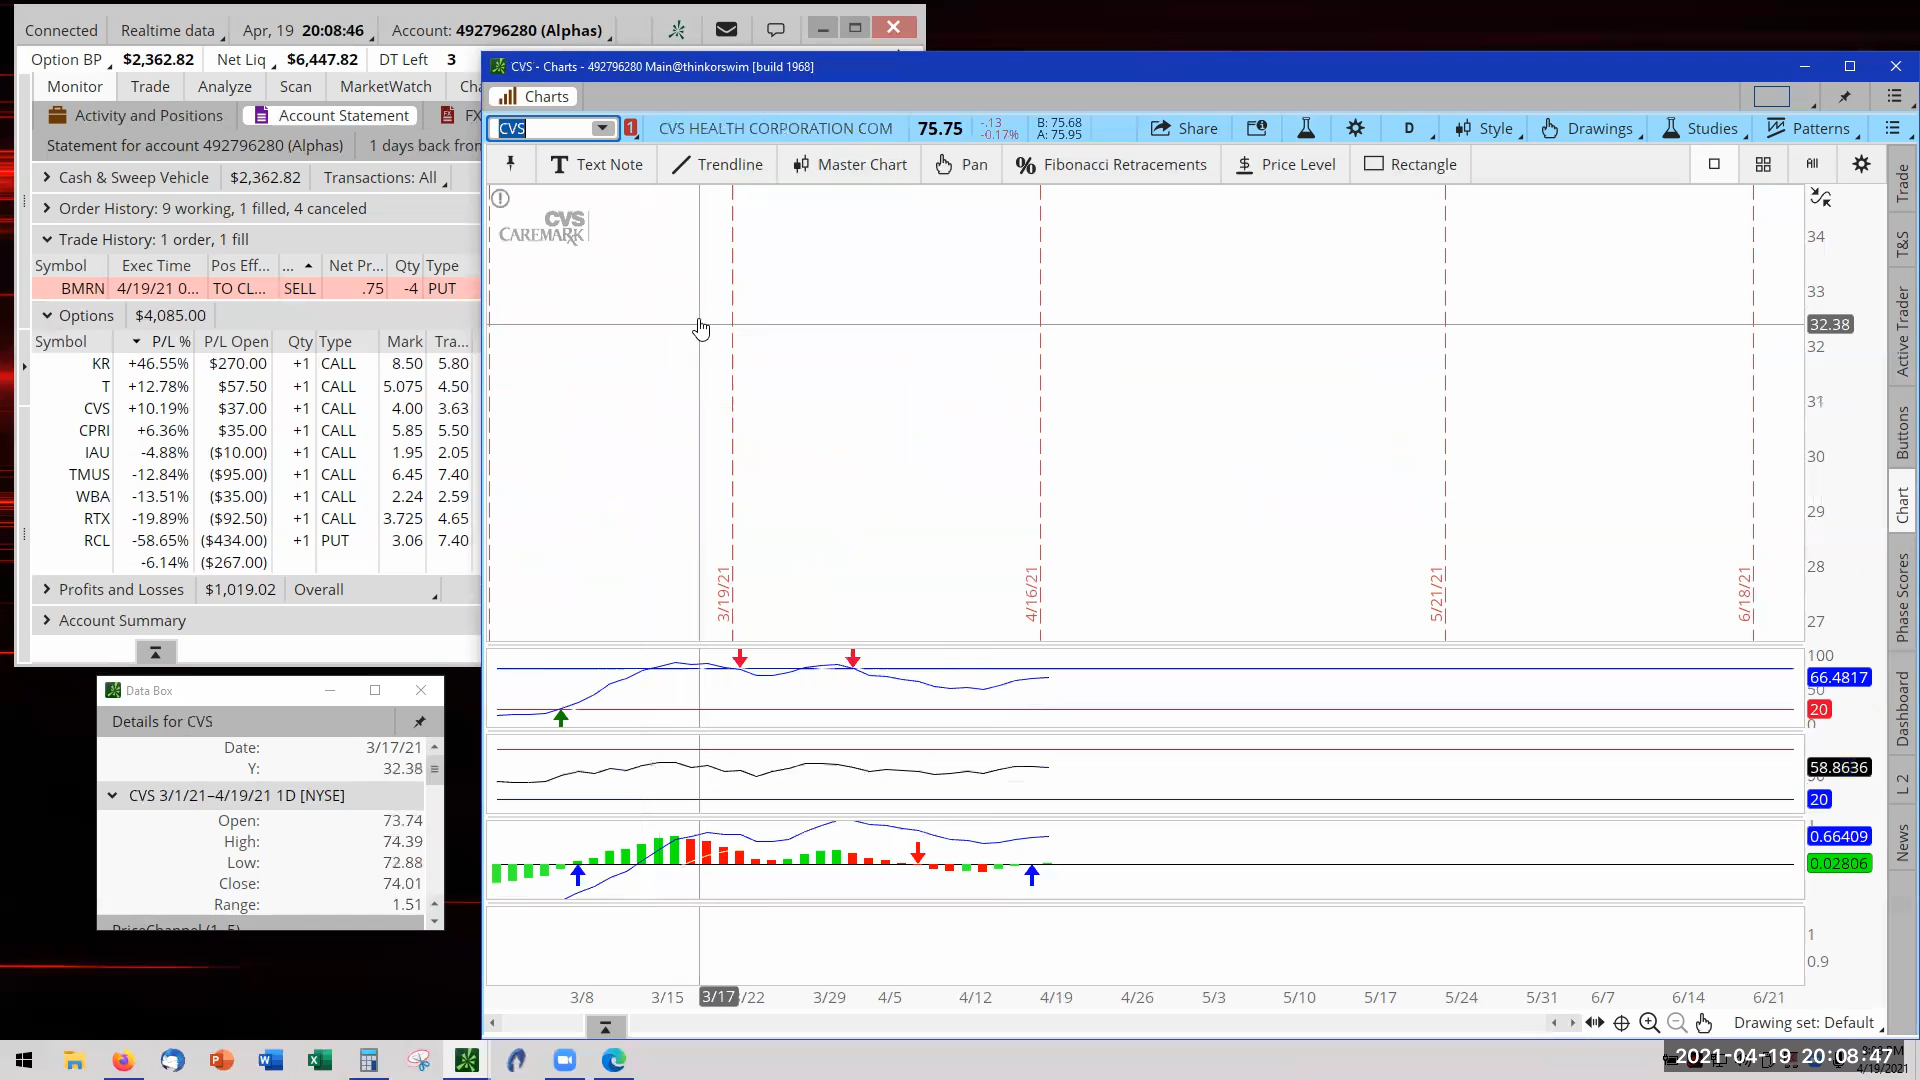 Connected Realtime data Apr, 19 20:08:46 Account: 492796280 (Alphas)
Option BP $2,362.82 Net Liq $6,447.82 DT Left 3
Monitor Trade Analyze Scan MarketWatch
Activity and Positions Account Statement FX
Statement for account 492796280 (Alphas) 1 days back from
Cash & Sweep Vehicle $2,362.82 Transactions: All
Order History: 9 working, 1 filled, 4 canceled
Trade History: 1 order, 1 fill
Symbol Exec Time Pos Eff... ... Net Pr... Qty Type
BMRN 4/19/21 0... TO CL... SELL .75 -4 PUT
Options $4,085.00
Symbol P/L % P/L Open Qty Type Mark Tra...
KR +46.55% $270.00 +1 CALL 8.50 5.80
T +12.78% $57.50 +1 CALL 5.075 4.50
CVS +10.19% $37.00 +1 CALL 4.00 3.63
CPRI +6.36% $35.00 +1 CALL 5.85 5.50
IAU -4.88% ($10.00) +1 CALL 1.95 2.05
TMUS -12.84% ($95.00) +1 CALL 6.45 7.40
WBA -13.51% ($35.00) +1 CALL 2.24 2.59
RTX -19.89% ($92.50) +1 CALL 3.725 4.65
RCL -58.65% ($434.00) +1 PUT 3.06 7.40
-6.14% ($267.00)
Profits and Losses $1,019.02 Overall
Account Summary
Data Box
Details for CVS
Date: 3/17/21
Y: 32.38
CVS 3/1/21–4/19/21 1D [NYSE]
Open: 73.74
High: 74.39
Low: 72.88
Close: 74.01
Range: 1.51
CVS - Charts - 492796280 Main@thinkorswim [build 1968]
Charts
CVS 1 CVS HEALTH CORPORATION COM 75.75 -.13 -0.17% B: 75.68 A: 75.95 Share D Style Drawings Studies Patterns
Text Note Trendline Master Chart Pan Fibonacci Retracements Price Level Rectangle All
CVS
CAREMARK
34
33
32.38
32
31
30
29
28
27
3/19/21 4/16/21 5/21/21 6/18/21
100
66.4817
50
20
0
58.8636
20
1
0.66409
0.02806
1
0.9
3/8 3/15 3/17 /22 3/29 4/5 4/12 4/19 4/26 5/3 5/10 5/17 5/24 5/31 6/7 6/14 6/21
Drawing set: Default
Trade
T&S
Active Trader
Buttons
Chart
Phase Scores
Dashboard
L 2
News
2021-04-19 20:08:47
4/19/2021